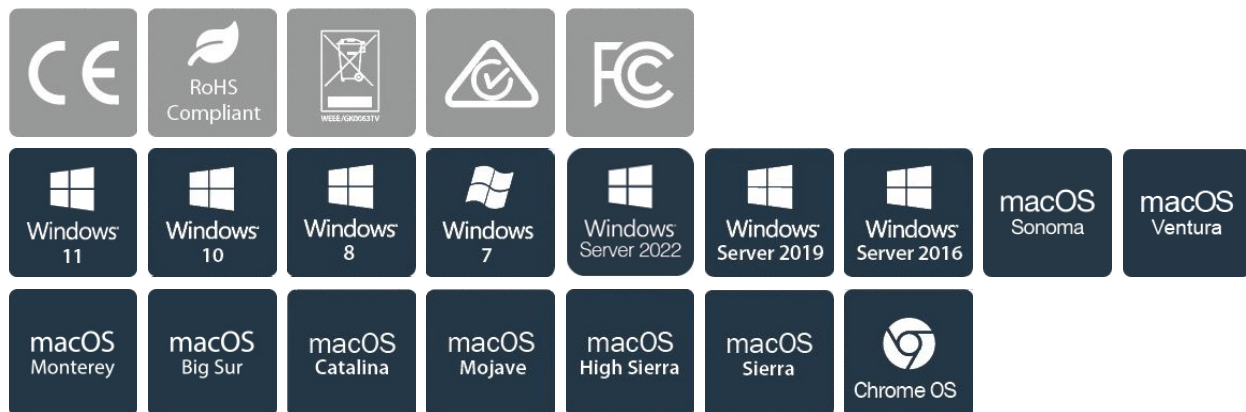 CE
RoHS
Compliant
WEEE/GK0063TV
FC
Windows
11
Windows
10
Windows
8
Windows
7
Windows
Server 2022
Windows
Server 2019
Windows
Server 2016
macOS
Sonoma
macOS
Ventura
macOS
Monterey
macOS
Big Sur
macOS
Catalina
macOS
Mojave
macOS
High Sierra
macOS
Sierra
Chrome OS